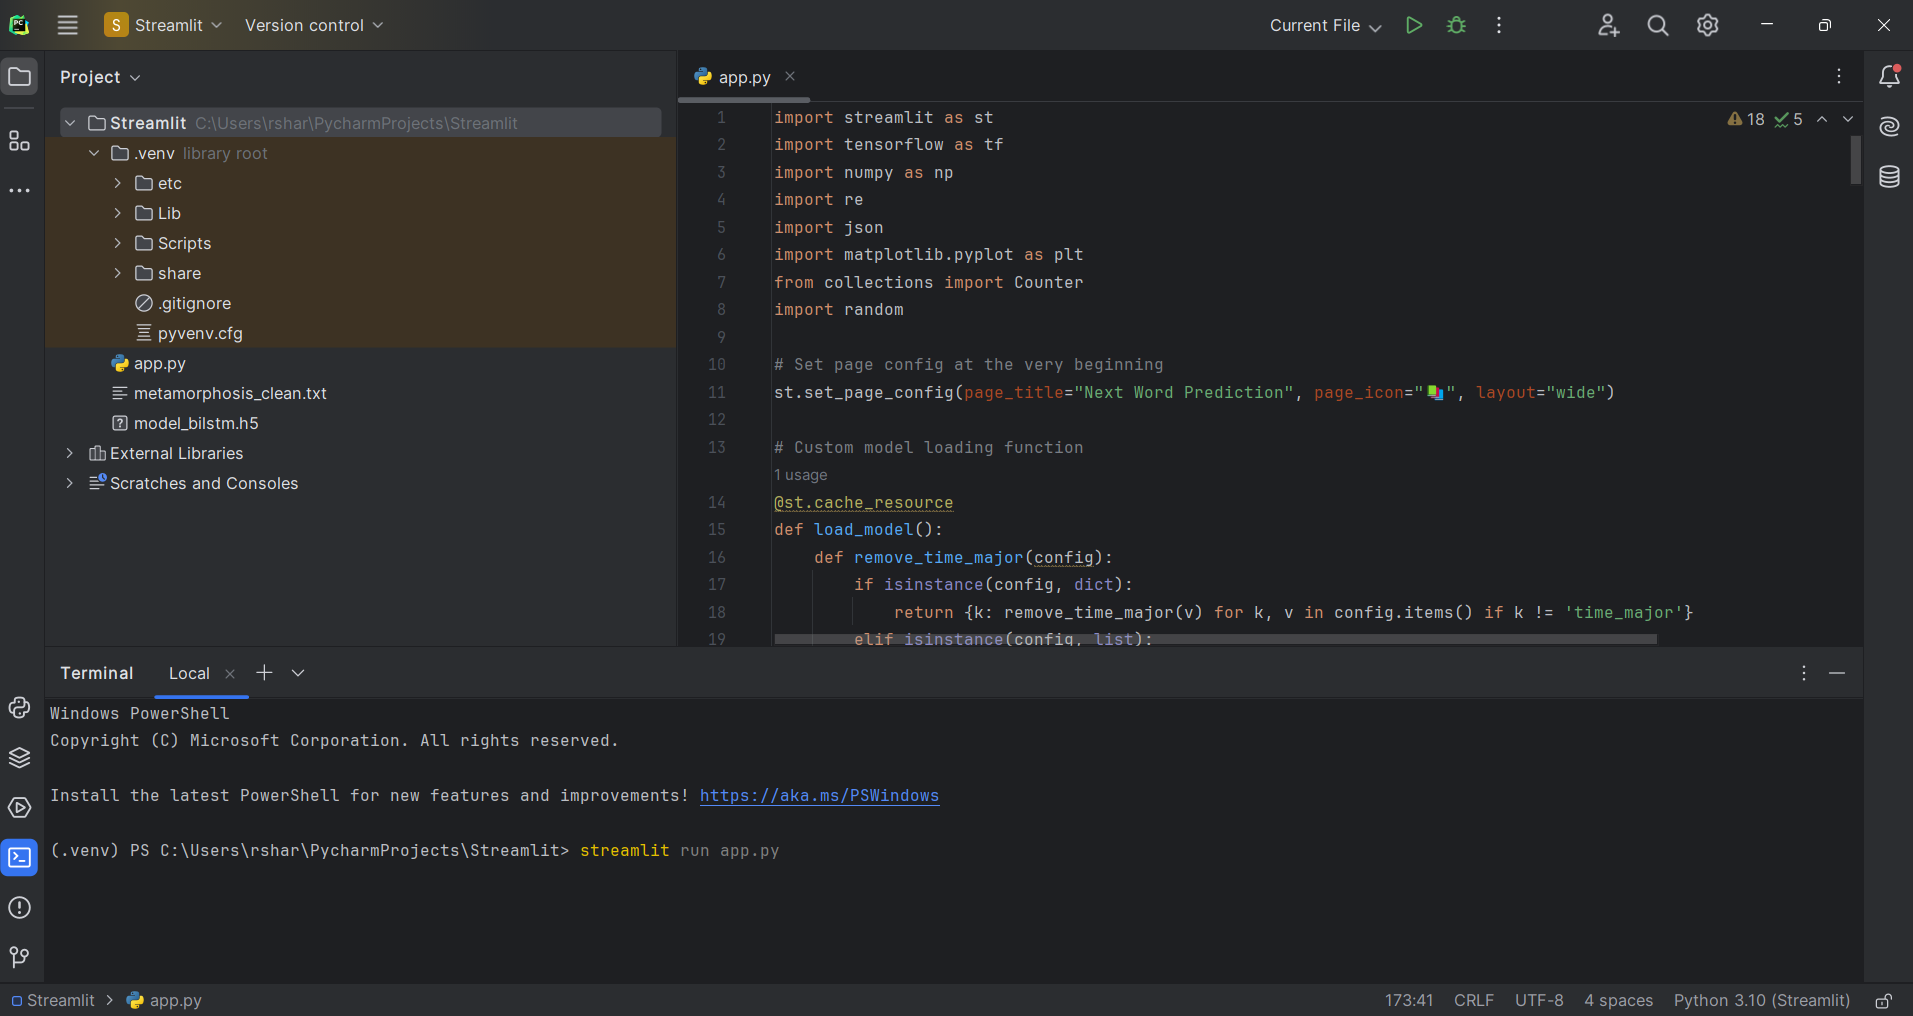 S Streamlit Version control Current File
Project
Streamlit C:\Users\rshar\PycharmProjects\Streamlit
.venv library root
etc
Lib
Scripts
share
.gitignore
pyvenv.cfg
app.py
metamorphosis_clean.txt
model_bilstm.h5
External Libraries
Scratches and Consoles
app.py
18 5
1 import streamlit as st
2 import tensorflow as tf
3 import numpy as np
4 import re
5 import json
6 import matplotlib.pyplot as plt
7 from collections import Counter
8 import random
9
10 # Set page config at the very beginning
11 st.set_page_config(page_title="Next Word Prediction", page_icon="📚", layout="wide")
12
13 # Custom model loading function
1 usage
14 @st.cache_resource
15 def load_model():
16 def remove_time_major(config):
17 if isinstance(config, dict):
18 return {k: remove_time_major(v) for k, v in config.items() if k != 'time_major'}
19 elif isinstance(config, list):
Terminal Local
Windows PowerShell
Copyright (C) Microsoft Corporation. All rights reserved.
Install the latest PowerShell for new features and improvements! https://aka.ms/PSWindows
(.venv) PS C:\Users\rshar\PycharmProjects\Streamlit> streamlit run app.py
Streamlit > app.py 173:41 CRLF UTF-8 4 spaces Python 3.10 (Streamlit)